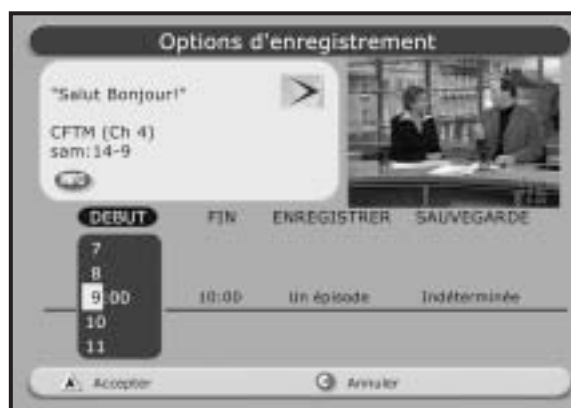 Options d'enregistrement
"Salut Bonjour!"
CFTM (Ch 4)
sam:14-9
DEBUT FIN ENREGISTRER SAUVEGARDE
7
8
9:00 10:00 Un épisode Indéterminée
10
11
A Accepter C Annuler